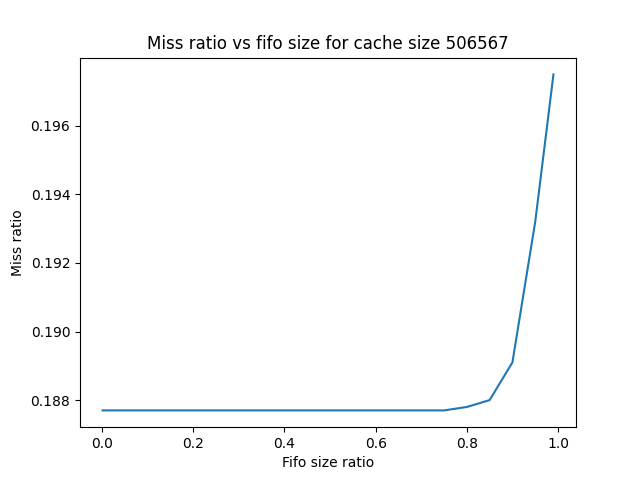 Miss ratio vs fifo size for cache size 506567
0.196
0.194
0.192
0.190
0.188
Miss ratio
0.0 0.2 0.4 0.6 0.8 1.0
Fifo size ratio